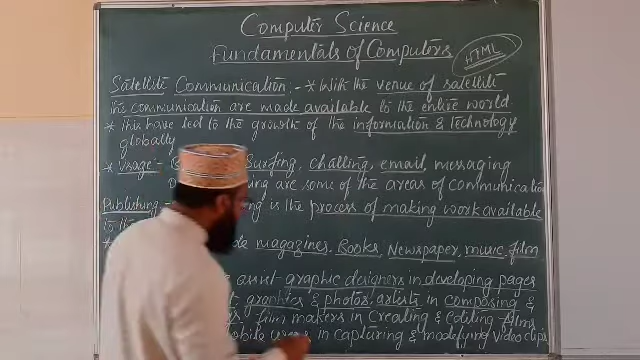 Computer Science
Fundamentals of Computers
HTML
Satellite Communication:- * With the venue of satellite
the communication are made available to the entire world.
* This have led to the growth of the information & Technology
globally
* Usage:- Surfing, chatting, email, messaging
are some of the areas of communication
Publishing is the process of making work available
to the
magazines, Books, Newspaper, music, film
assist graphic designers in developing pages
graphics & photos, artists in composing &
film makers in Creating & editing films,
mobile users in capturing & modifying video clips